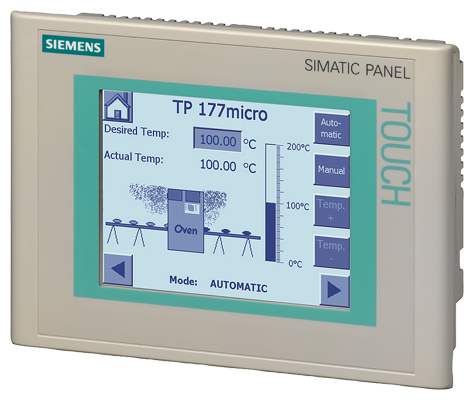 SIEMENS
SIMATIC PANEL
TOUCH
TP 177micro
Desired Temp: 100.00 °C
Actual Temp: 100.00 °C
Auto-
matic
Manual
Temp.
+
Temp.
-
200°C
100°C
0°C
Oven
Mode: AUTOMATIC